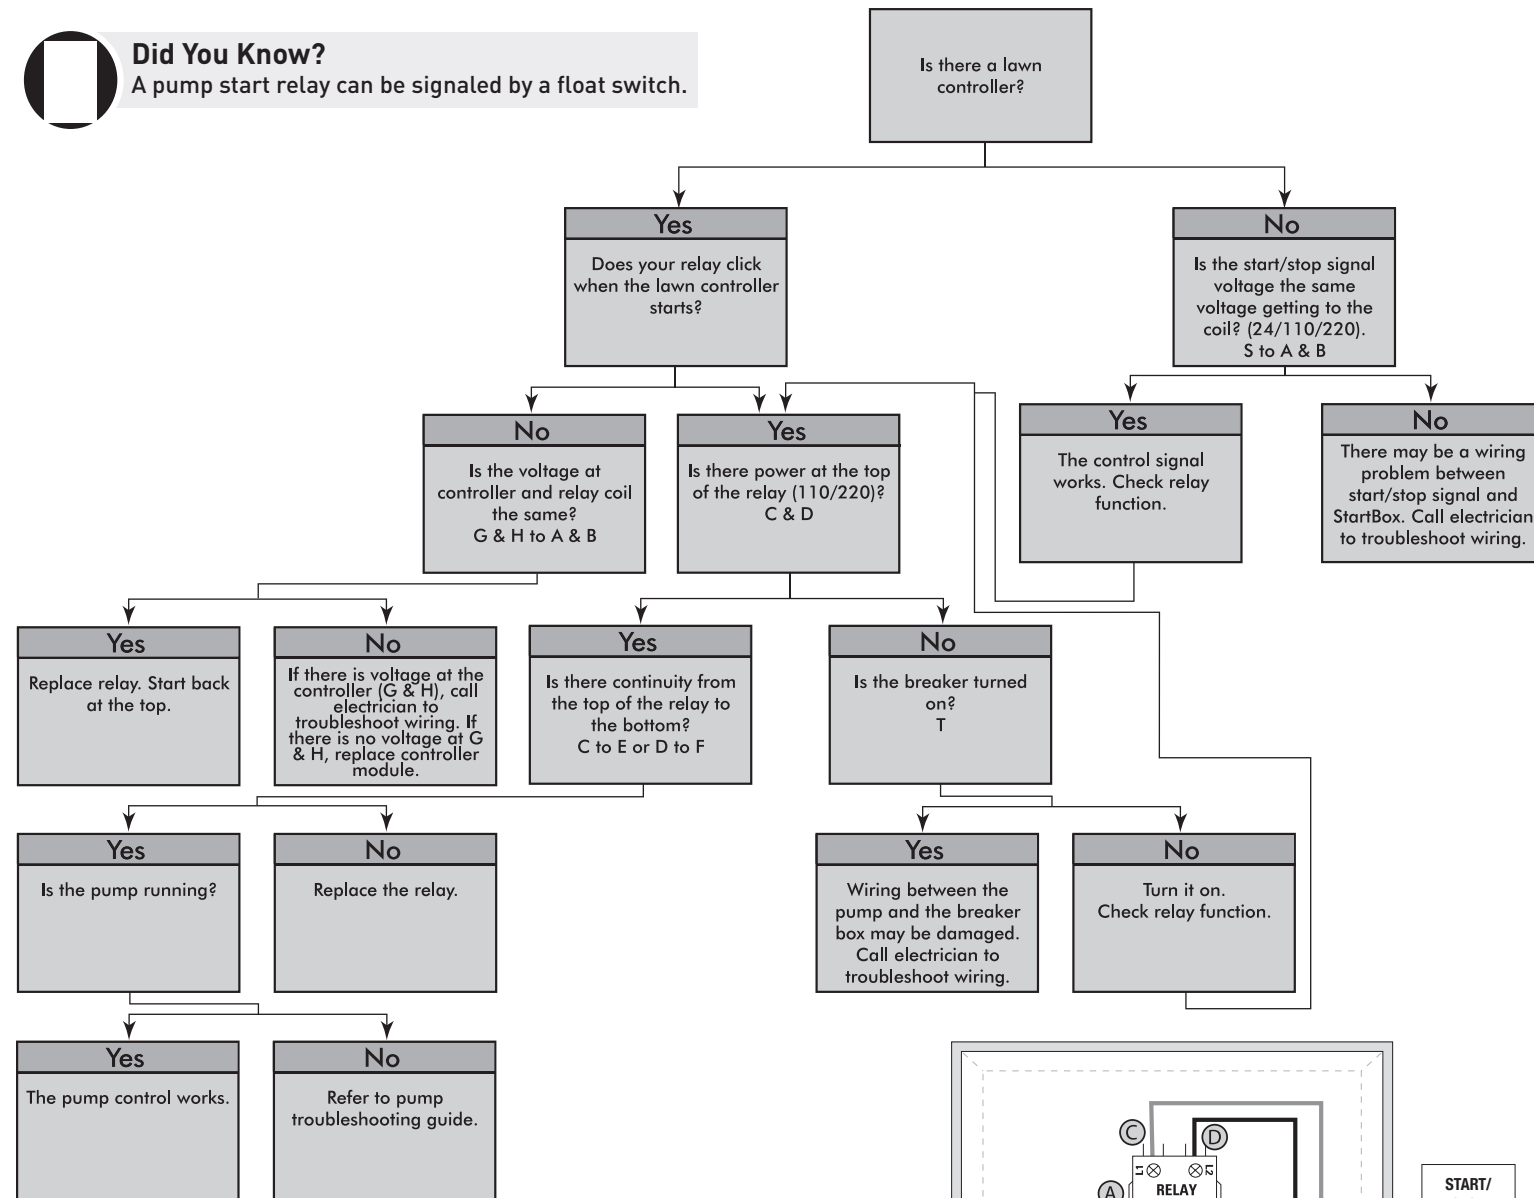 Did You Know?
A pump start relay can be signaled by a float switch.
Is there a lawn
controller?
Yes
Does your relay click
when the lawn controller
starts?
No
Is the start/stop signal
voltage the same
voltage getting to the
coil? (24/110/220).
S to A & B
No
Is the voltage at
controller and relay coil
the same?
G & H to A & B
Yes
Is there power at the top
of the relay (110/220)?
C & D
Yes
The control signal
works. Check relay
function.
No
There may be a wiring
problem between
start/stop signal and
StartBox. Call electrician
to troubleshoot wiring.
Yes
Replace relay. Start back
at the top.
No
If there is voltage at the
controller (G & H), call
electrician to
troubleshoot wiring. If
there is no voltage at G
& H, replace controller
module.
Yes
Is there continuity from
the top of the relay to
the bottom?
C to E or D to F
No
Is the breaker turned
on?
T
Yes
Is the pump running?
No
Replace the relay.
Yes
Wiring between the
pump and the breaker
box may be damaged.
Call electrician to
troubleshoot wiring.
No
Turn it on.
Check relay function.
Yes
The pump control works.
No
Refer to pump
troubleshooting guide.
C
D
L1
L2
A
RELAY
START/